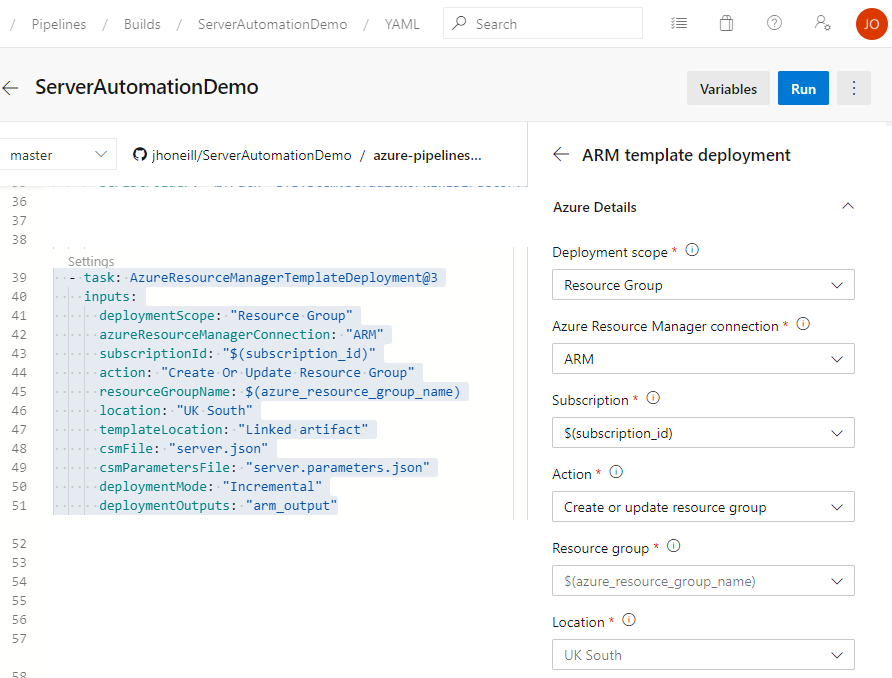 / Pipelines / Builds / ServerAutomationDemo / YAML Search JO
ServerAutomationDemo Variables Run
master jhoneill/ServerAutomationDemo / azure-pipelines...
36
37
38
Settings
39 - task: AzureResourceManagerTemplateDeployment@3
40 inputs:
41 deploymentScope: "Resource Group"
42 azureResourceManagerConnection: "ARM"
43 subscriptionId: "$(subscription_id)"
44 action: "Create Or Update Resource Group"
45 resourceGroupName: $(azure_resource_group_name)
46 location: "UK South"
47 templateLocation: "Linked artifact"
48 csmFile: "server.json"
49 csmParametersFile: "server.parameters.json"
50 deploymentMode: "Incremental"
51 deploymentOutputs: "arm_output"
52
53
54
55
56
57
58
ARM template deployment
Azure Details
Deployment scope *
Resource Group
Azure Resource Manager connection *
ARM
Subscription *
$(subscription_id)
Action *
Create or update resource group
Resource group *
$(azure_resource_group_name)
Location *
UK South